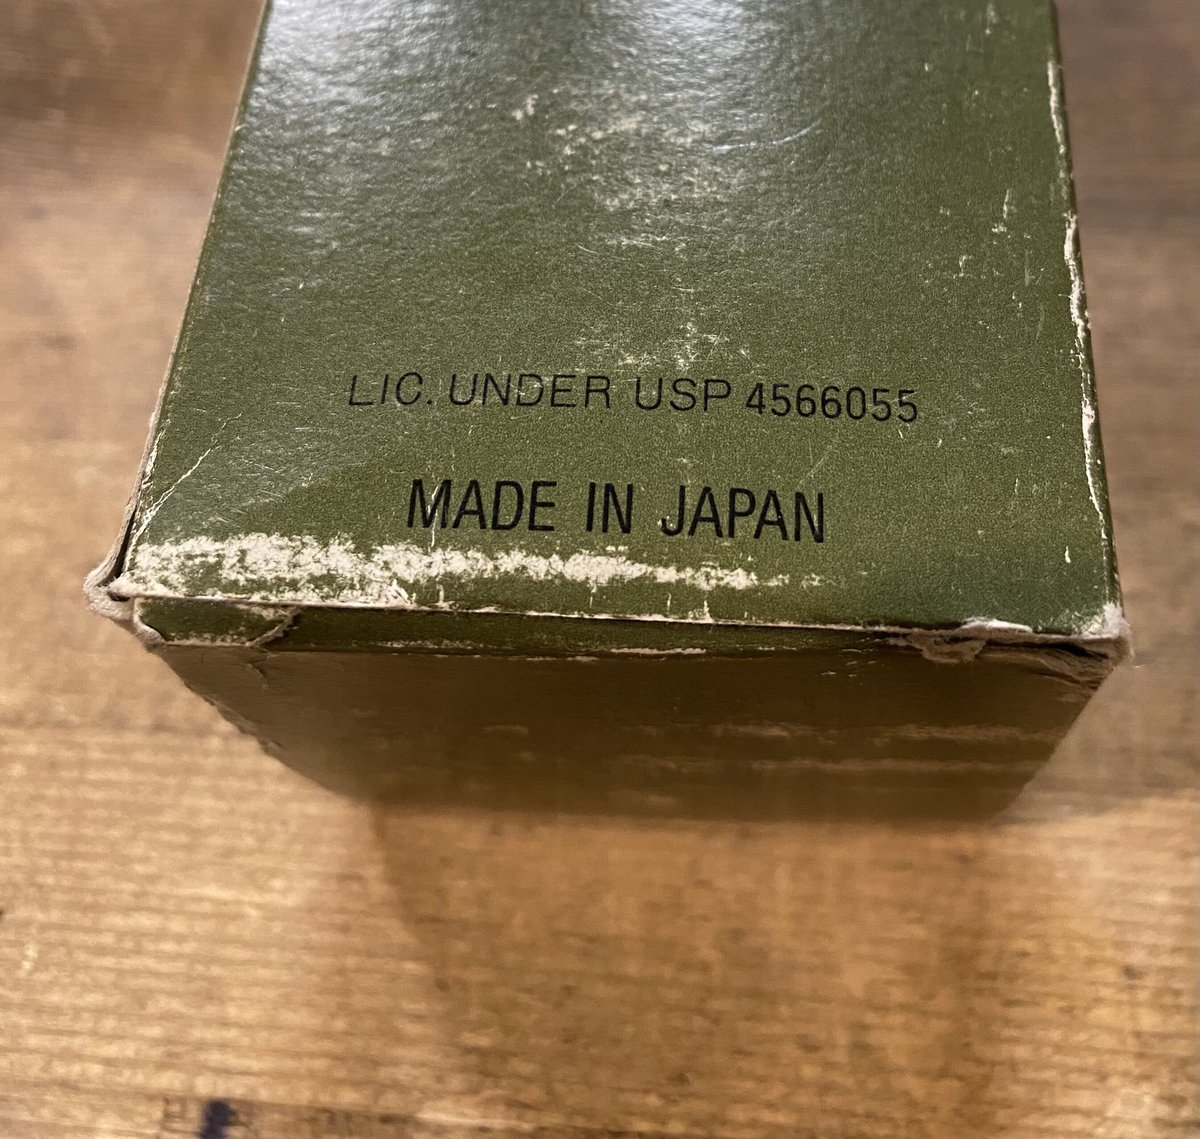 LIC. UNDER USP 4566055
MADE IN JAPAN